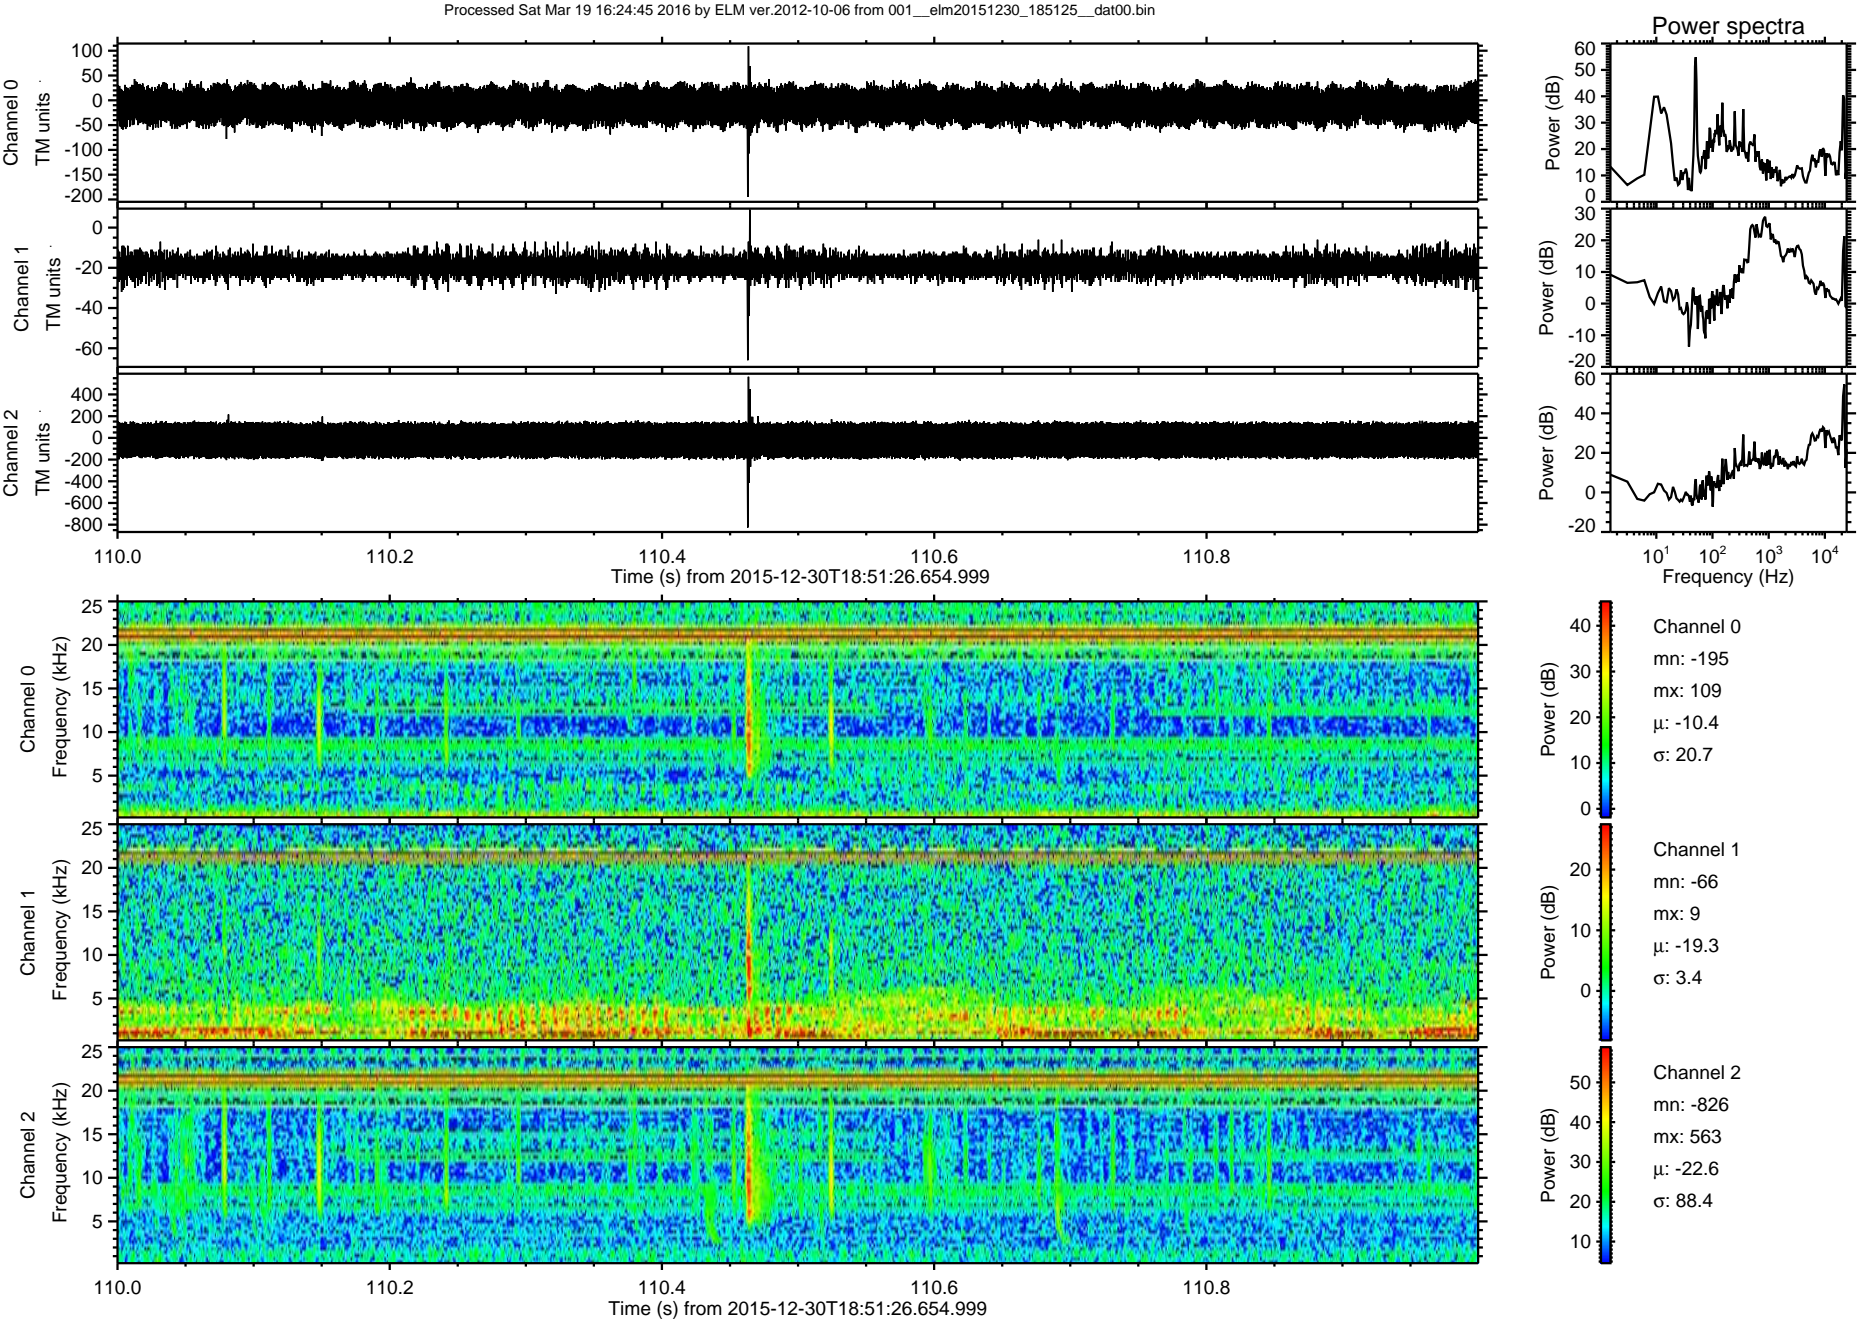 Processed Sat Mar 19 16:24:45 2016 by ELM ver.2012-10-06 from 001__elm20151230_185125__dat00.bin
Power spectra
Channel 0
TM units
100
50
0
-50
-100
-150
-200
Power (dB)
60
50
40
30
20
10
0
Channel 1
TM units
0
-20
-40
-60
Power (dB)
30
20
10
0
-10
-20
Channel 2
TM units
400
200
0
-200
-400
-600
-800
Power (dB)
60
40
20
0
-20
110.0 110.2 110.4 110.6 110.8
Time (s) from 2015-12-30T18:51:26.654.999
10¹ 10² 10³ 10⁴
Frequency (Hz)
Channel 0
Frequency (kHz)
25
20
15
10
5
Power (dB)
40
30
20
10
0
Channel 0
mn: -195
mx: 109
μ: -10.4
σ: 20.7
Channel 1
Frequency (kHz)
25
20
15
10
5
Power (dB)
20
10
0
Channel 1
mn: -66
mx: 9
μ: -19.3
σ: 3.4
Channel 2
Frequency (kHz)
25
20
15
10
5
Power (dB)
50
40
30
20
10
Channel 2
mn: -826
mx: 563
μ: -22.6
σ: 88.4
110.0 110.2 110.4 110.6 110.8
Time (s) from 2015-12-30T18:51:26.654.999